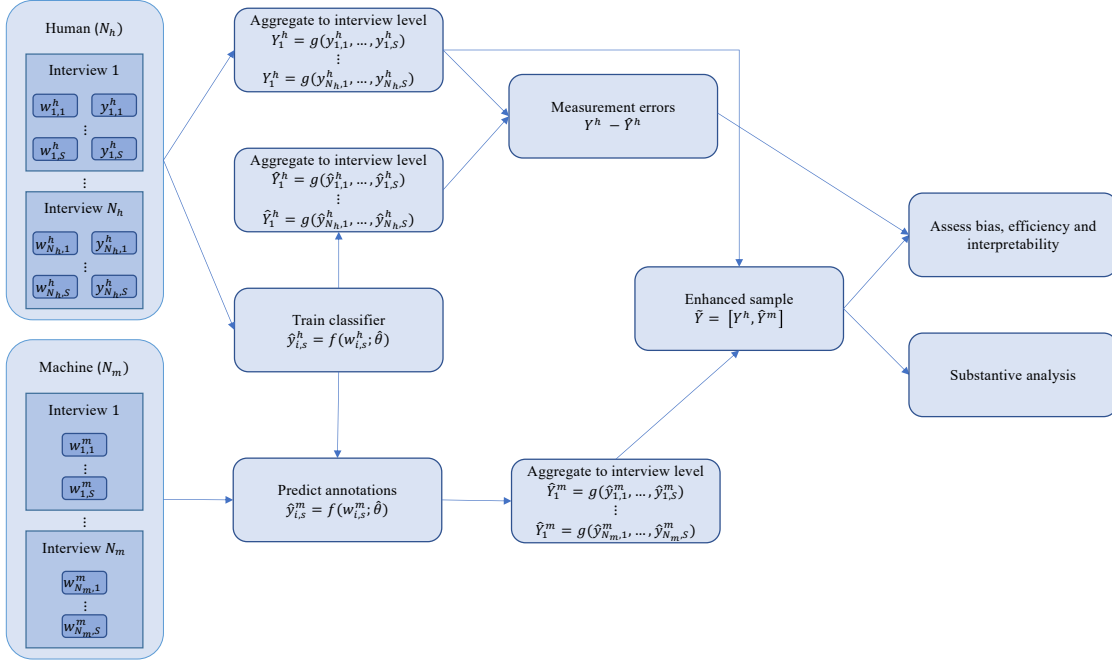 Human (N_h)
Interview 1
w^h_{1,1} y^h_{1,1}
⋮
w^h_{1,S} y^h_{1,S}
⋮
Interview N_h
w^h_{N_h,1} y^h_{N_h,1}
⋮
w^h_{N_h,S} y^h_{N_h,S}
Machine (N_m)
Interview 1
w^m_{1,1}
⋮
w^m_{1,S}
⋮
Interview N_m
w^m_{N_m,1}
⋮
w^m_{N_m,S}
Aggregate to interview level
Y^h_1 = g(y^h_{1,1}, …, y^h_{1,S})
⋮
Y^h_1 = g(y^h_{N_h,1}, …, y^h_{N_h,S})
Aggregate to interview level
Ŷ^h_1 = g(ŷ^h_{1,1}, …, ŷ^h_{1,S})
⋮
Ŷ^h_1 = g(ŷ^h_{N_h,1}, …, ŷ^h_{N_h,S})
Train classifier
ŷ^h_{i,s} = f(w^h_{i,s}; θ̂)
Predict annotations
ŷ^m_{i,s} = f(w^m_{i,s}; θ̂)
Measurement errors
Y^h − Ŷ^h
Aggregate to interview level
Ŷ^m_1 = g(ŷ^m_{1,1}, …, ŷ^m_{1,S})
⋮
Ŷ^m_1 = g(ŷ^m_{N_m,1}, …, ŷ^m_{N_m,S})
Enhanced sample
Ỹ = [Y^h, Ŷ^m]
Assess bias, efficiency and
interpretability
Substantive analysis